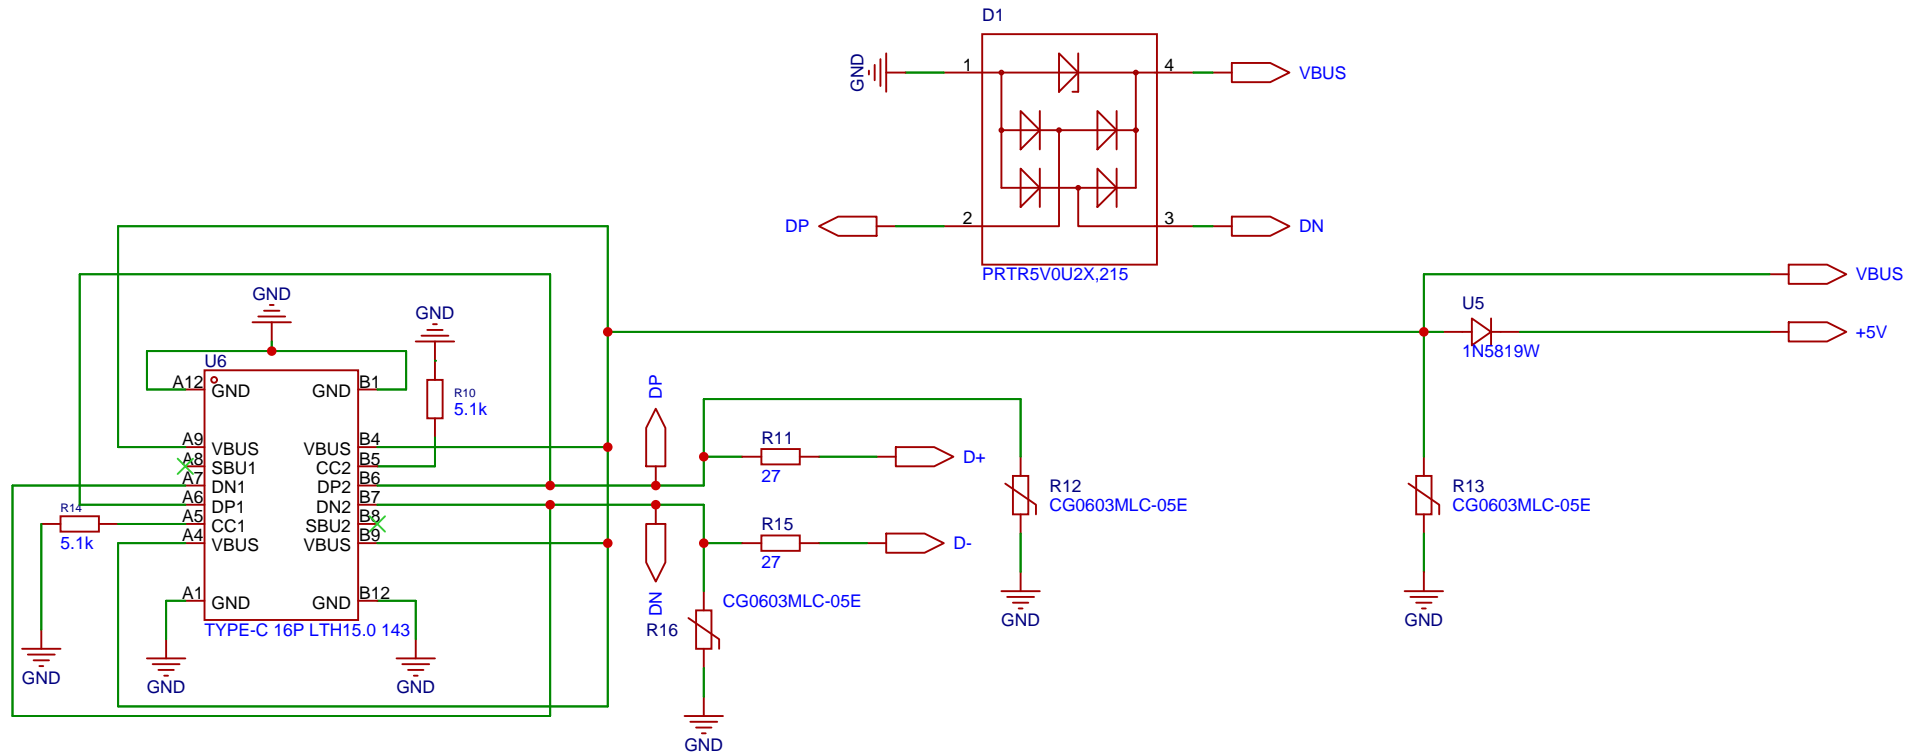 D1
GND
1
4
VBUS
DP
2
3
DN
PRTR5V0U2X,215
VBUS
U5
+5V
1N5819W
GND
GND
U6
A12
GND
GND
B1
R10
5.1k
A9
VBUS
VBUS
B4
A8
SBU1
CC2
B5
A7
DN1
DP2
B6
A6
DP1
DN2
B7
A5
CC1
SBU2
B8
A4
VBUS
VBUS
B9
A1
GND
GND
B12
TYPE-C 16P LTH15.0 143
R14
5.1k
GND
GND
GND
DP
DN
R11
27
D+
R15
27
D-
R12
CG0603MLC-05E
GND
R13
CG0603MLC-05E
GND
CG0603MLC-05E
R16
GND